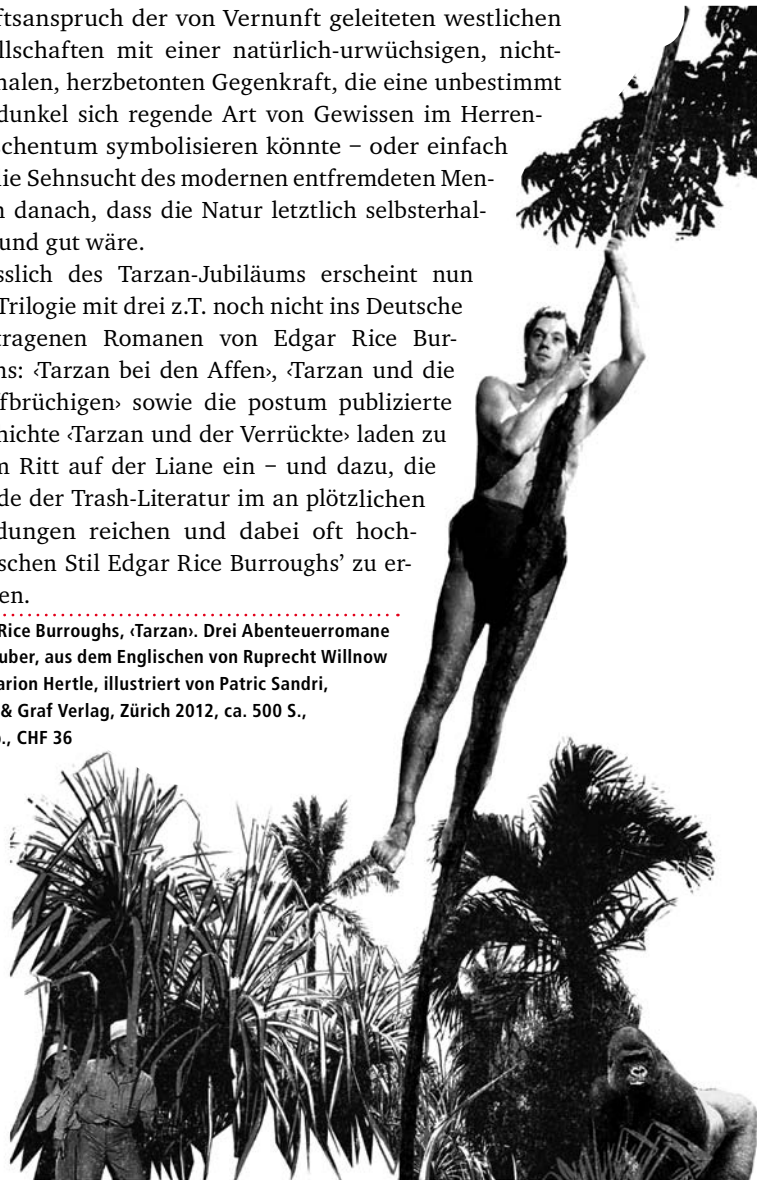 ftsanspruch der von Vernunft geleiteten westlichen
llschaften mit einer natürlich-urwüchsigen, nicht-
nalen, herzbetonten Gegenkraft, die eine unbestimmt
dunkel sich regende Art von Gewissen im Herren-
chentum symbolisieren könnte – oder einfach
die Sehnsucht des modernen entfremdeten Men-
n danach, dass die Natur letztlich selbsterhal-
und gut wäre.
sslich des Tarzan-Jubiläums erscheint nun
Trilogie mit drei z.T. noch nicht ins Deutsche
tragenen Romanen von Edgar Rice Bur-
hs: ‹Tarzan bei den Affen›, ‹Tarzan und die
fbrüchigen› sowie die postum publizierte
hichte ‹Tarzan und der Verrückte› laden zu
n Ritt auf der Liane ein – und dazu, die
de der Trash-Literatur im an plötzlichen
dungen reichen und dabei oft hoch-
schen Stil Edgar Rice Burroughs’ zu er-
en.
Rice Burroughs, ‹Tarzan›. Drei Abenteuerromane
uber, aus dem Englischen von Ruprecht Willnow
arion Hertle, illustriert von Patric Sandri,
& Graf Verlag, Zürich 2012, ca. 500 S.,
., CHF 36